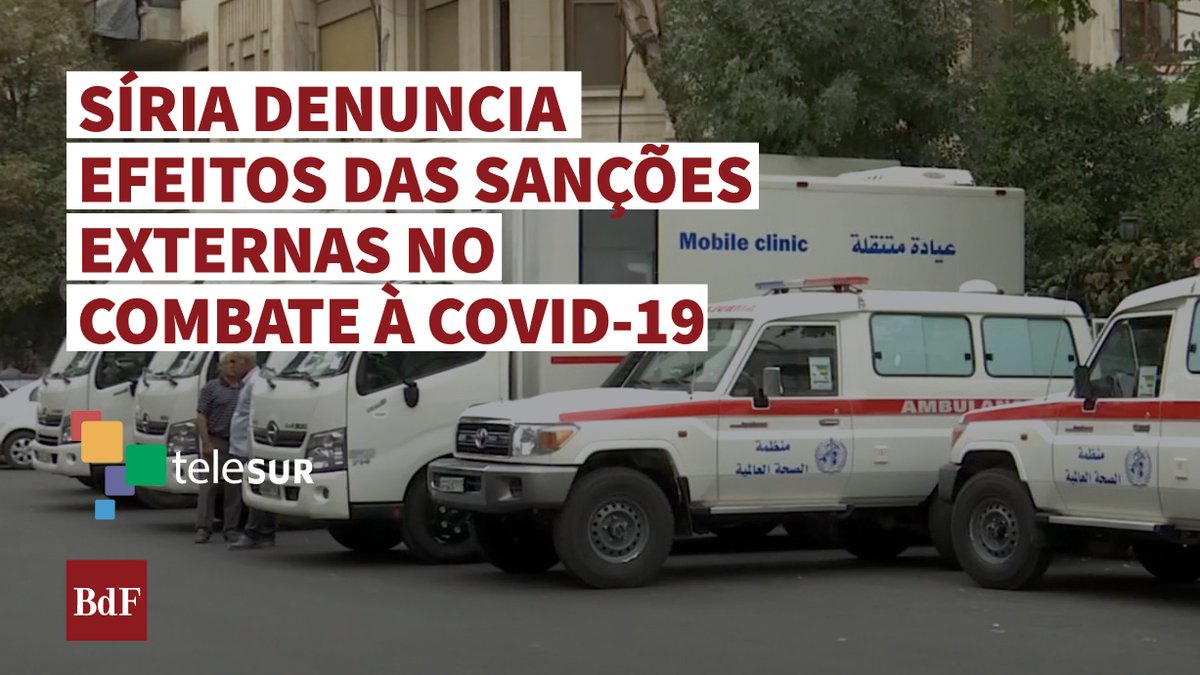 SÍRIA DENUNCIA
EFEITOS DAS SANÇÕES
EXTERNAS NO
COMBATE À COVID-19
Mobile clinic
عيادة متنقلة
AMBULANCE
منظمة
الصحة العالمية
منظمة
الصحة العالمية
teleSUR
BdF